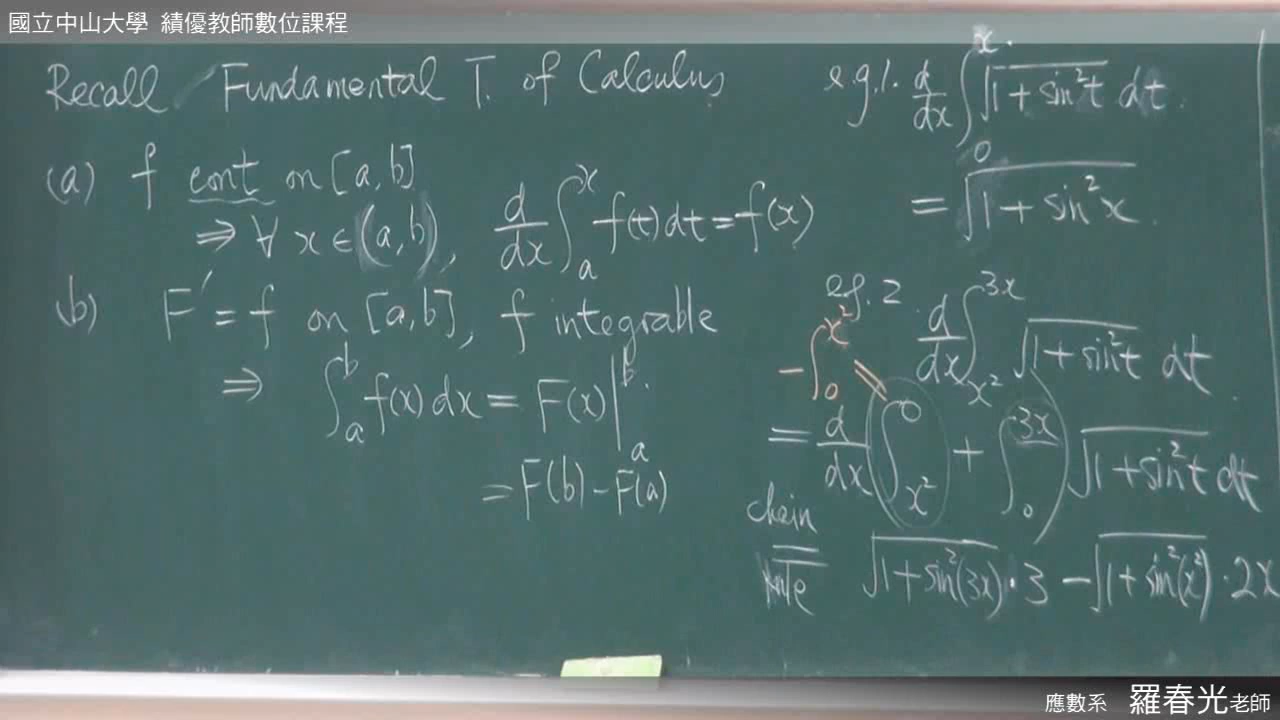 國立中山大學 績優教師數位課程
Recall Fundamental T. of Calculus
(a) f cont on [a, b]
⇒ ∀ x ∈ (a, b), d/dx ∫_a^x f(t) dt = f(x)
(b) F' = f on [a, b], f integrable
⇒ ∫_a^b f(x) dx = F(x)|_a^b.
= F(b) − F(a)
e.g.1. d/dx ∫_0^x √(1 + sin²t) dt.
= √(1 + sin²x).
eg. 2. d/dx ∫_{x²}^{3x} √(1 + sin²t) dt.
−∫_0^{x²} =
= d/dx (∫_{x²}^0 + ∫_0^{3x}) √(1 + sin²t) dt
chain
rule
= √(1 + sin²(3x)) · 3 − √(1 + sin²(x²)) · 2x
應數系 羅春光老師